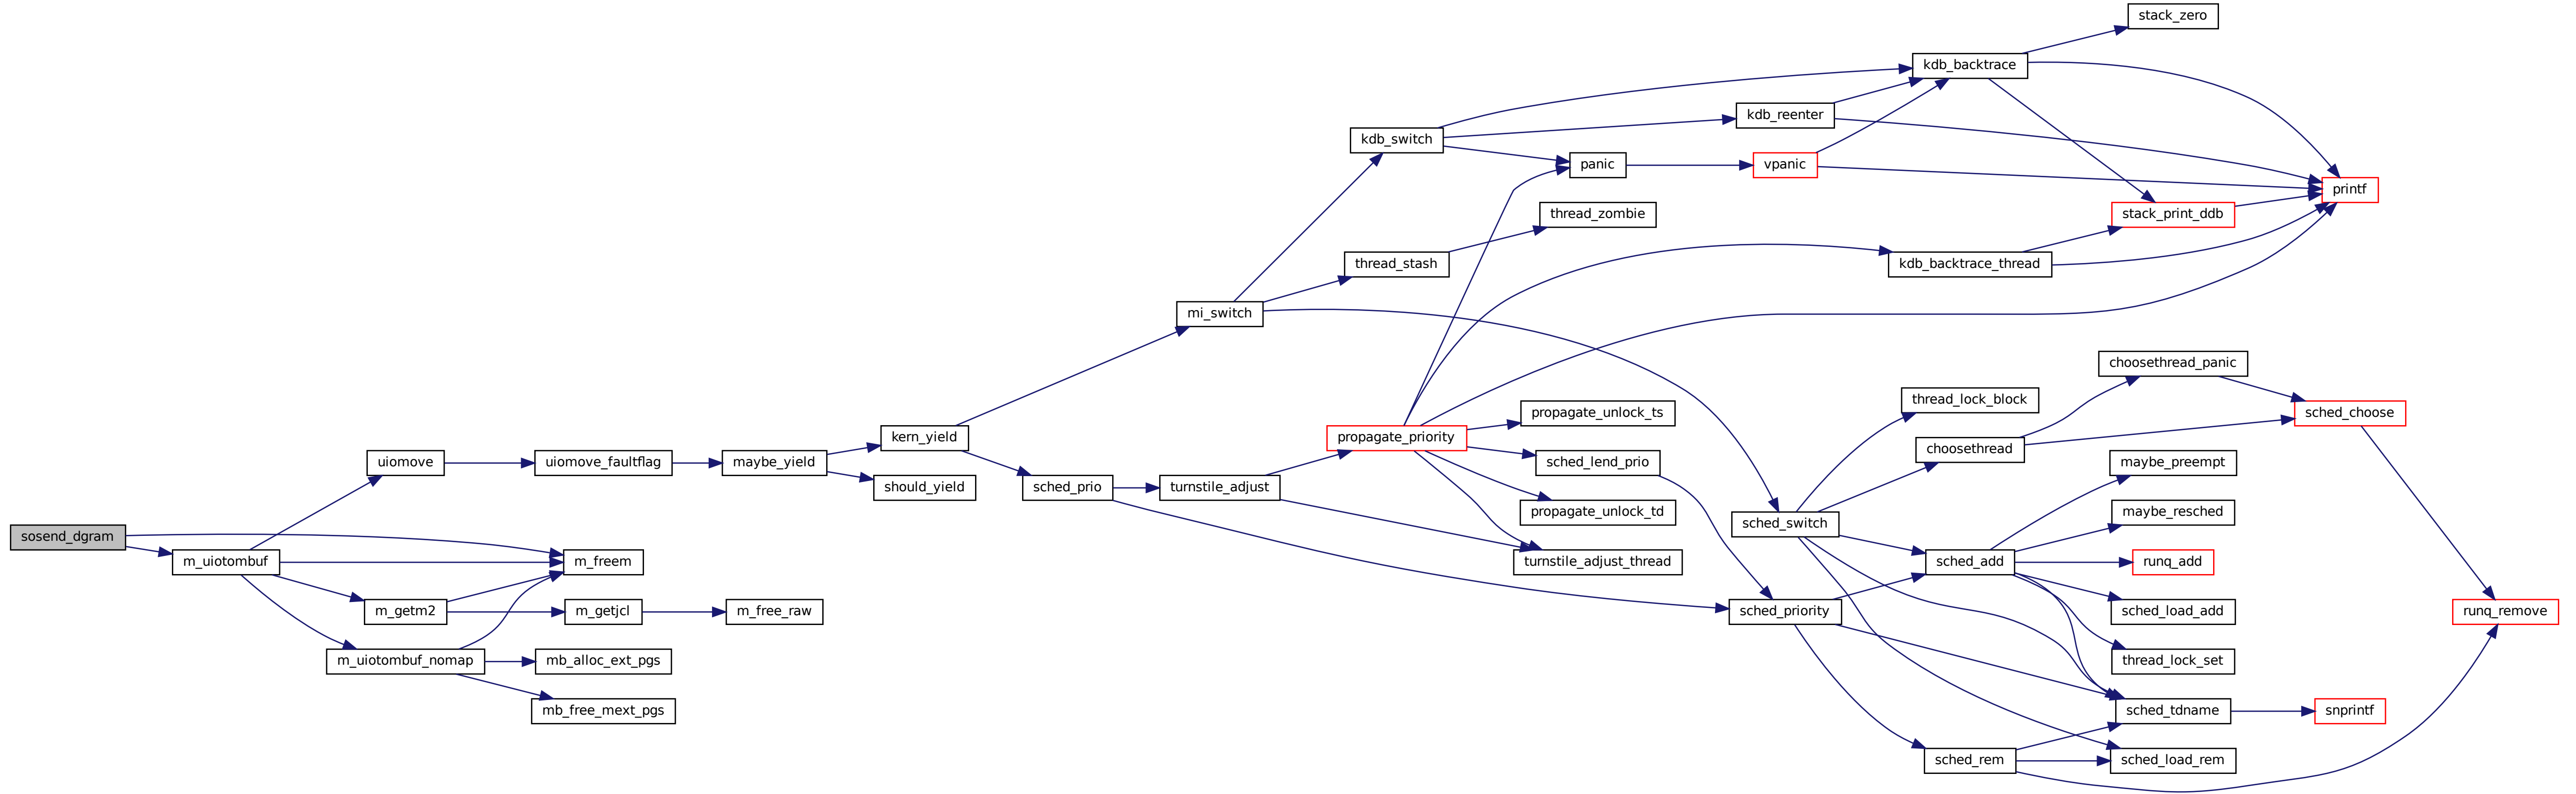 sosend_dgram
m_uiotombuf
uiomove
m_getm2
m_uiotombuf_nomap
uiomove_faultflag
m_freem
m_getjcl
mb_alloc_ext_pgs
mb_free_mext_pgs
maybe_yield
m_free_raw
kern_yield
should_yield
sched_prio
mi_switch
turnstile_adjust
kdb_switch
thread_stash
propagate_priority
panic
thread_zombie
propagate_unlock_ts
sched_lend_prio
propagate_unlock_td
turnstile_adjust_thread
kdb_reenter
vpanic
sched_switch
sched_priority
kdb_backtrace
kdb_backtrace_thread
thread_lock_block
choosethread
sched_add
sched_rem
stack_zero
stack_print_ddb
choosethread_panic
maybe_preempt
maybe_resched
runq_add
sched_load_add
thread_lock_set
sched_tdname
sched_load_rem
printf
sched_choose
snprintf
runq_remove